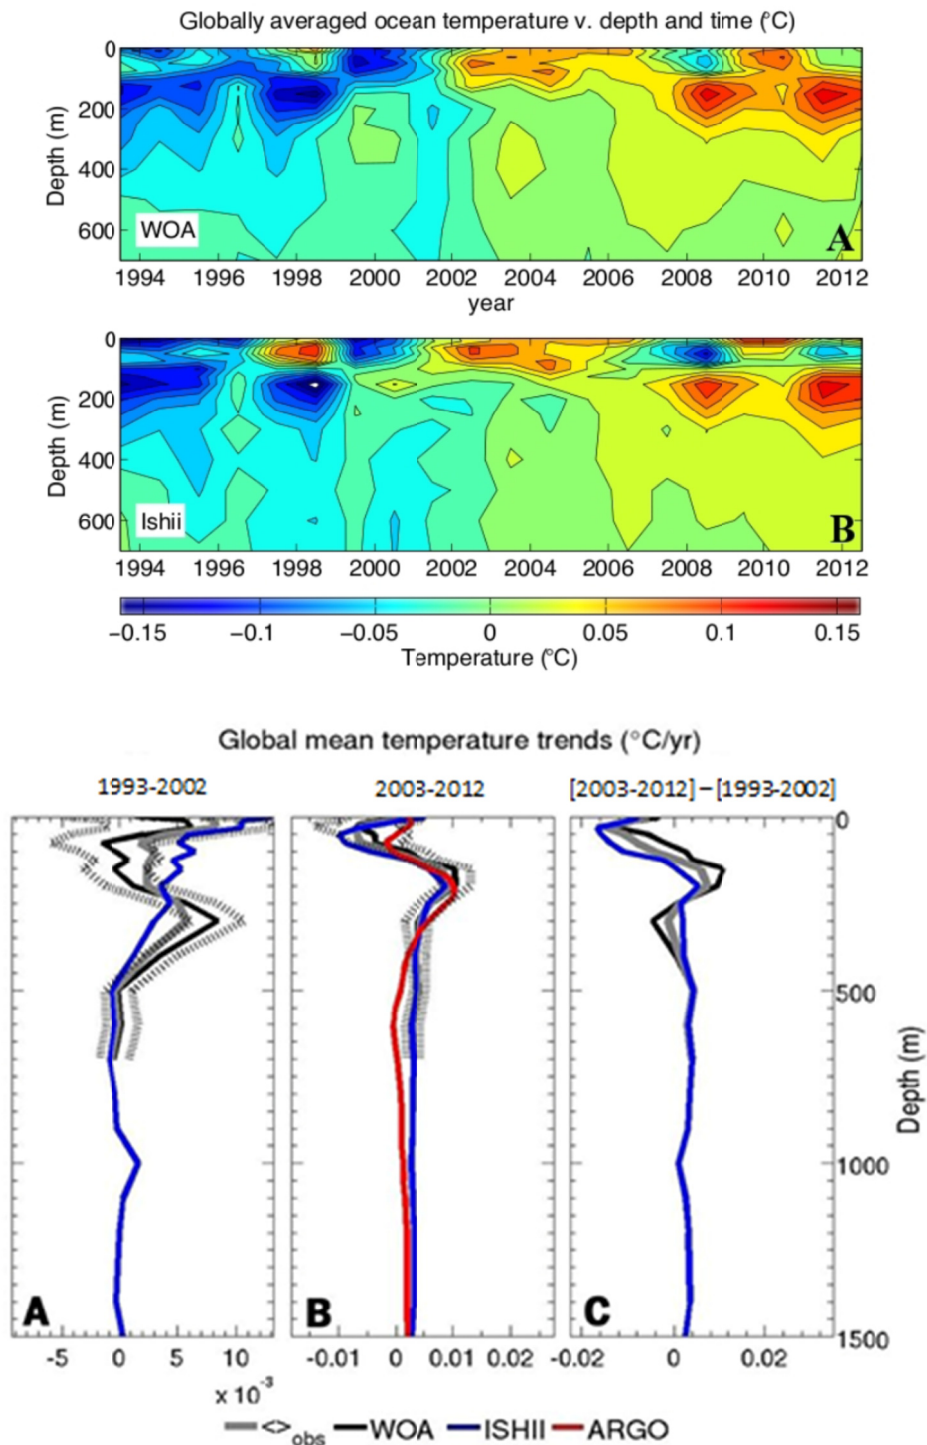 Globally averaged ocean temperature v. depth and time (°C)
0
200
400
600
Depth (m)
WOA
A
1994 1996 1998 2000 2002 2004 2006 2008 2010 2012
year
0
200
400
600
Depth (m)
Ishii
B
1994 1996 1998 2000 2002 2004 2006 2008 2010 2012
−0.15 −0.1 −0.05 0 0.05 0.1 0.15
Temperature (°C)
Global mean temperature trends (°C/yr)
1993-2002 2003-2012 [2003-2012] – [1993-2002]
0
500
1000
1500
Depth (m)
A B C
-5 0 5 10 -0.01 0 0.01 0.02 -0.02 0 0.02
x 10⁻³
<>obs WOA ISHII ARGO